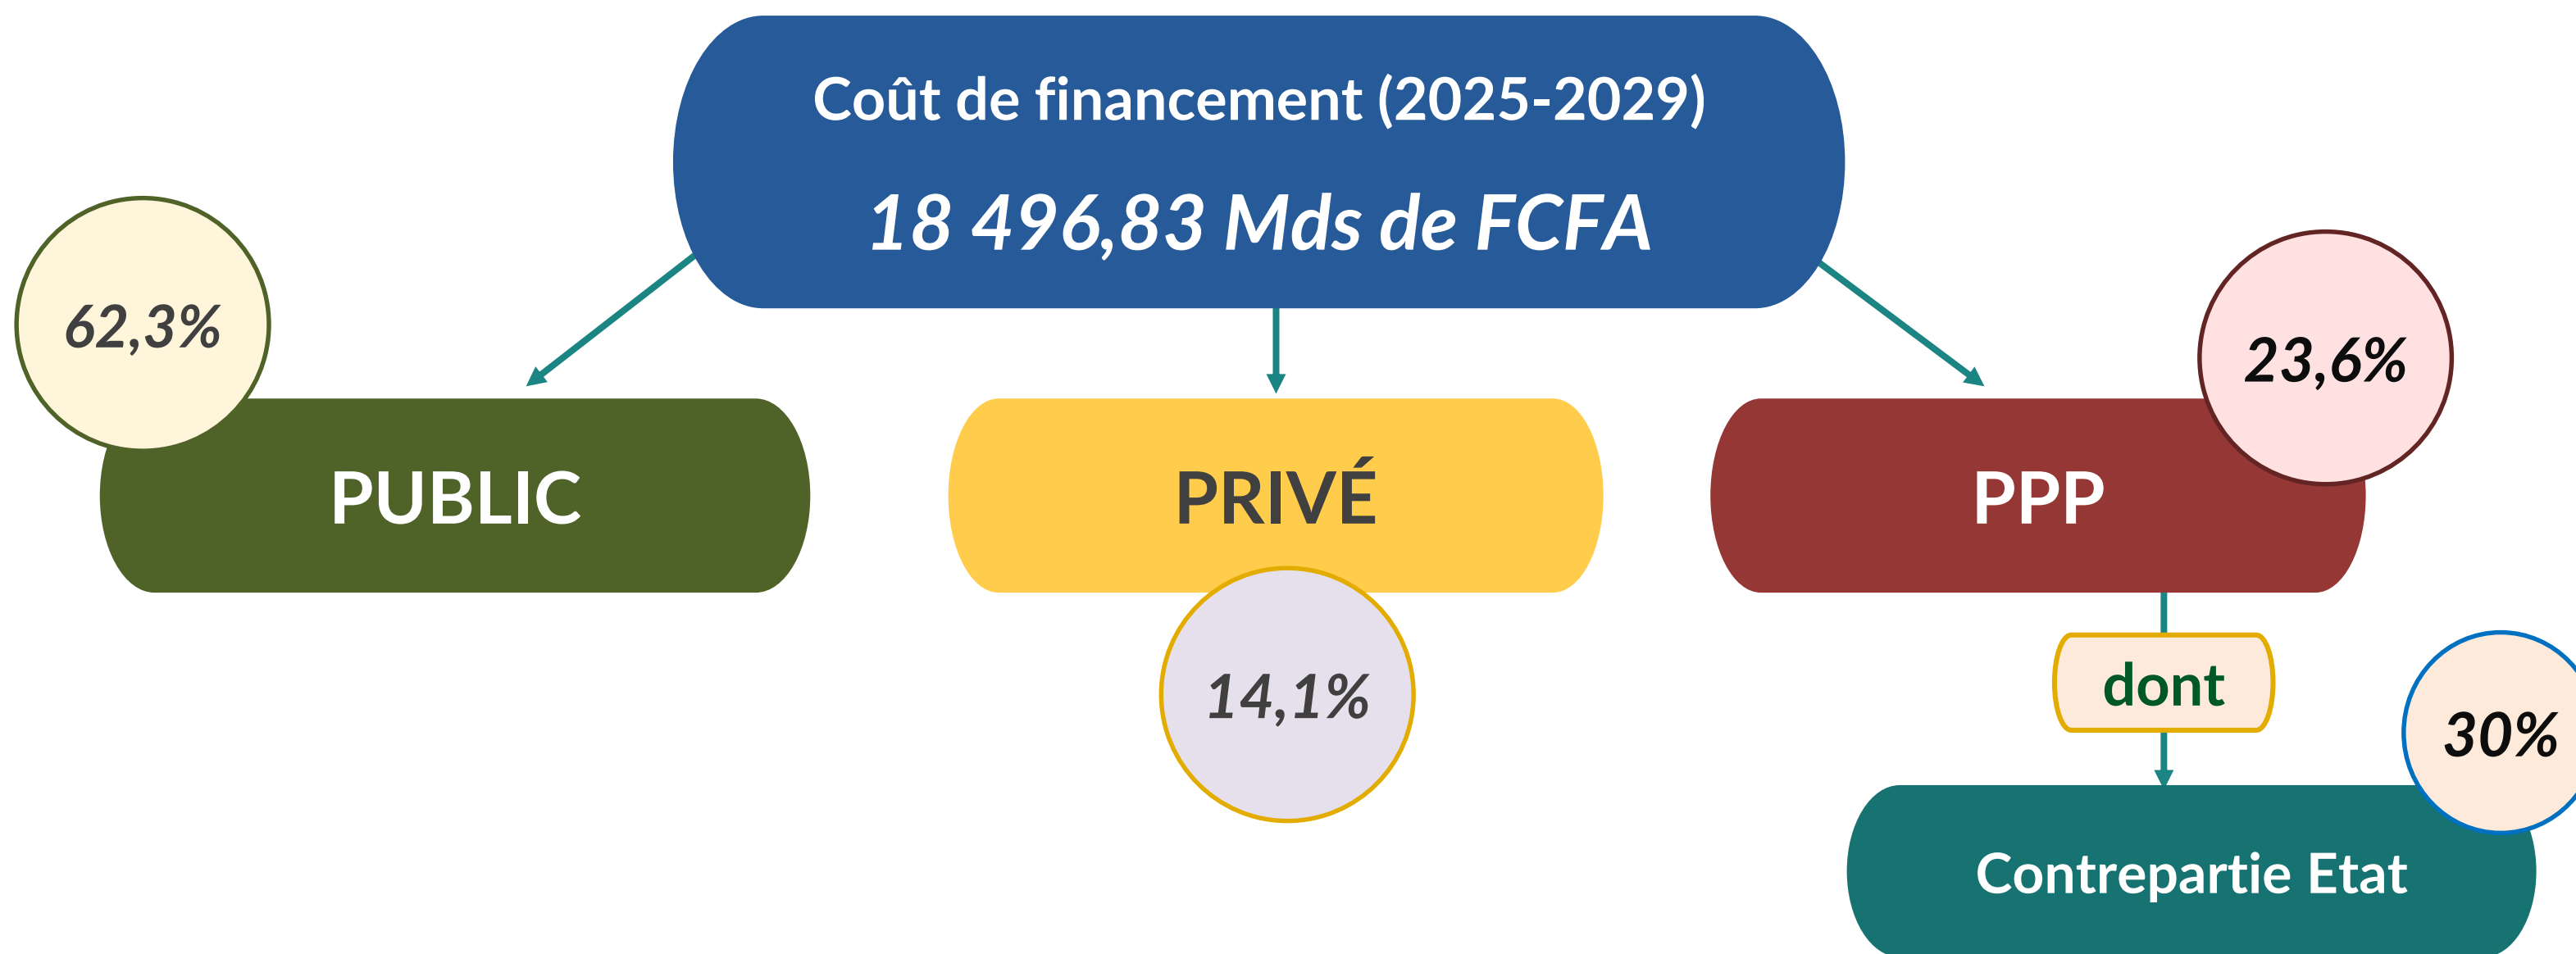 Coût de financement (2025-2029)
18 496,83 Mds de FCFA
62,3%
23,6%
PUBLIC
PRIVÉ
PPP
14,1%
dont
30%
Contrepartie Etat